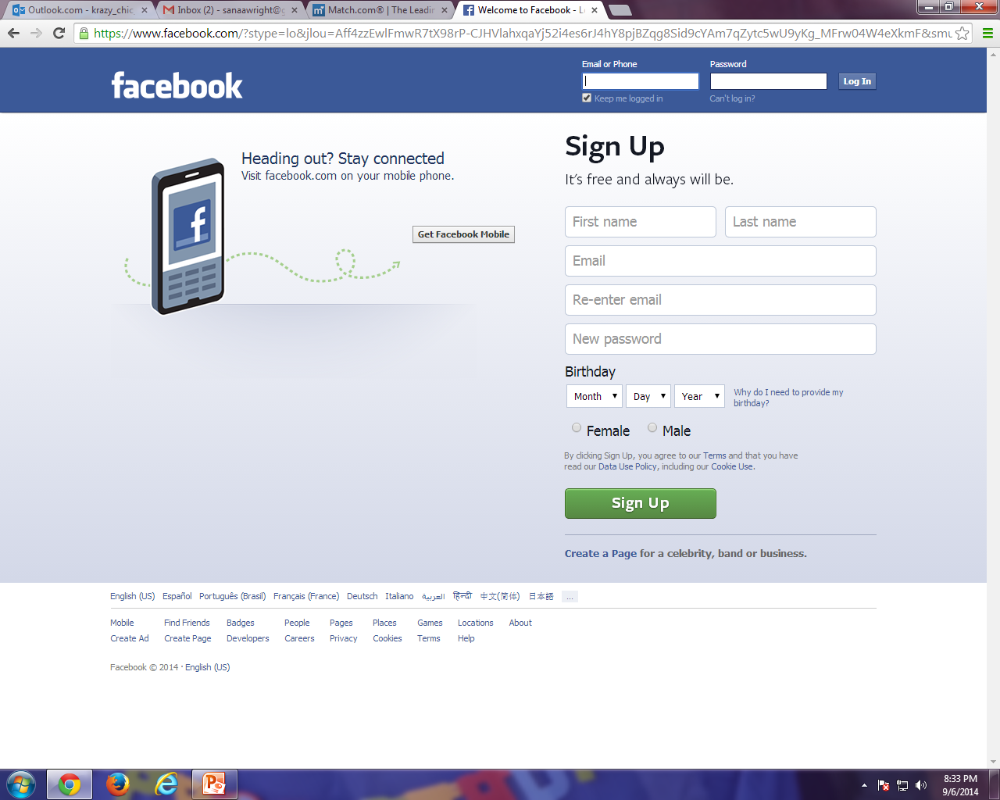 Outlook.com - krazy_chic
Inbox (2) - sanaawright@g
Match.com® | The Leadin
Welcome to Facebook - L
https://www.facebook.com/?stype=lo&jlou=Aff4zzEwlFmwR7tX98rP-CJHVlahxqaYj52i4es6rJ4hY8pjBZqg8Sid9cYAm7qZytc5wU9yKg_MFrw04W4eXkmF&smu
facebook
Email or Phone Password
Log In
Keep me logged in Can't log in?
Heading out? Stay connected
Visit facebook.com on your mobile phone.
Get Facebook Mobile
Sign Up
It's free and always will be.
First name Last name
Email
Re-enter email
New password
Birthday
Month Day Year
Why do I need to provide my
birthday?
Female Male
By clicking Sign Up, you agree to our Terms and that you have
read our Data Use Policy, including our Cookie Use.
Sign Up
Create a Page for a celebrity, band or business.
English (US) Español Português (Brasil) Français (France) Deutsch Italiano العربية हिन्दी 中文(简体) 日本語 ...
Mobile Find Friends Badges People Pages Places Games Locations About
Create Ad Create Page Developers Careers Privacy Cookies Terms Help
Facebook © 2014 · English (US)
8:33 PM
9/6/2014